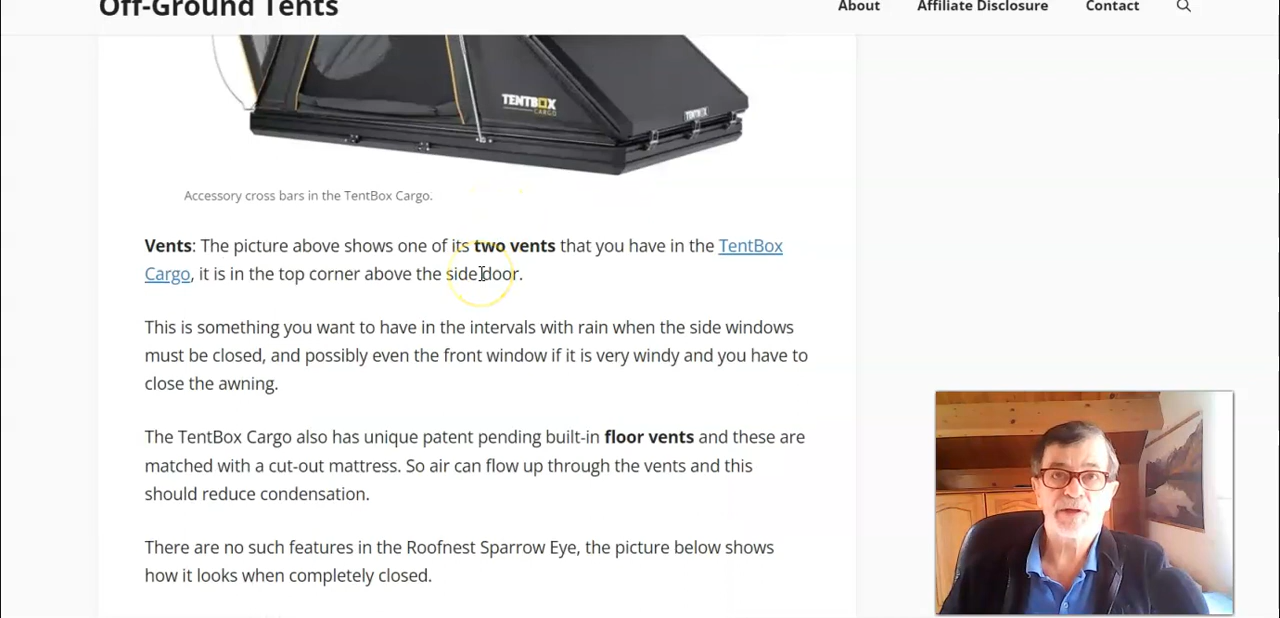 Off-Ground Tents
About Affiliate Disclosure Contact
TENTBOX
CARGO
TENTBOX
Accessory cross bars in the TentBox Cargo.
Vents: The picture above shows one of its two vents that you have in the TentBox
Cargo, it is in the top corner above the side door.
This is something you want to have in the intervals with rain when the side windows
must be closed, and possibly even the front window if it is very windy and you have to
close the awning.
The TentBox Cargo also has unique patent pending built-in floor vents and these are
matched with a cut-out mattress. So air can flow up through the vents and this
should reduce condensation.
There are no such features in the Roofnest Sparrow Eye, the picture below shows
how it looks when completely closed.